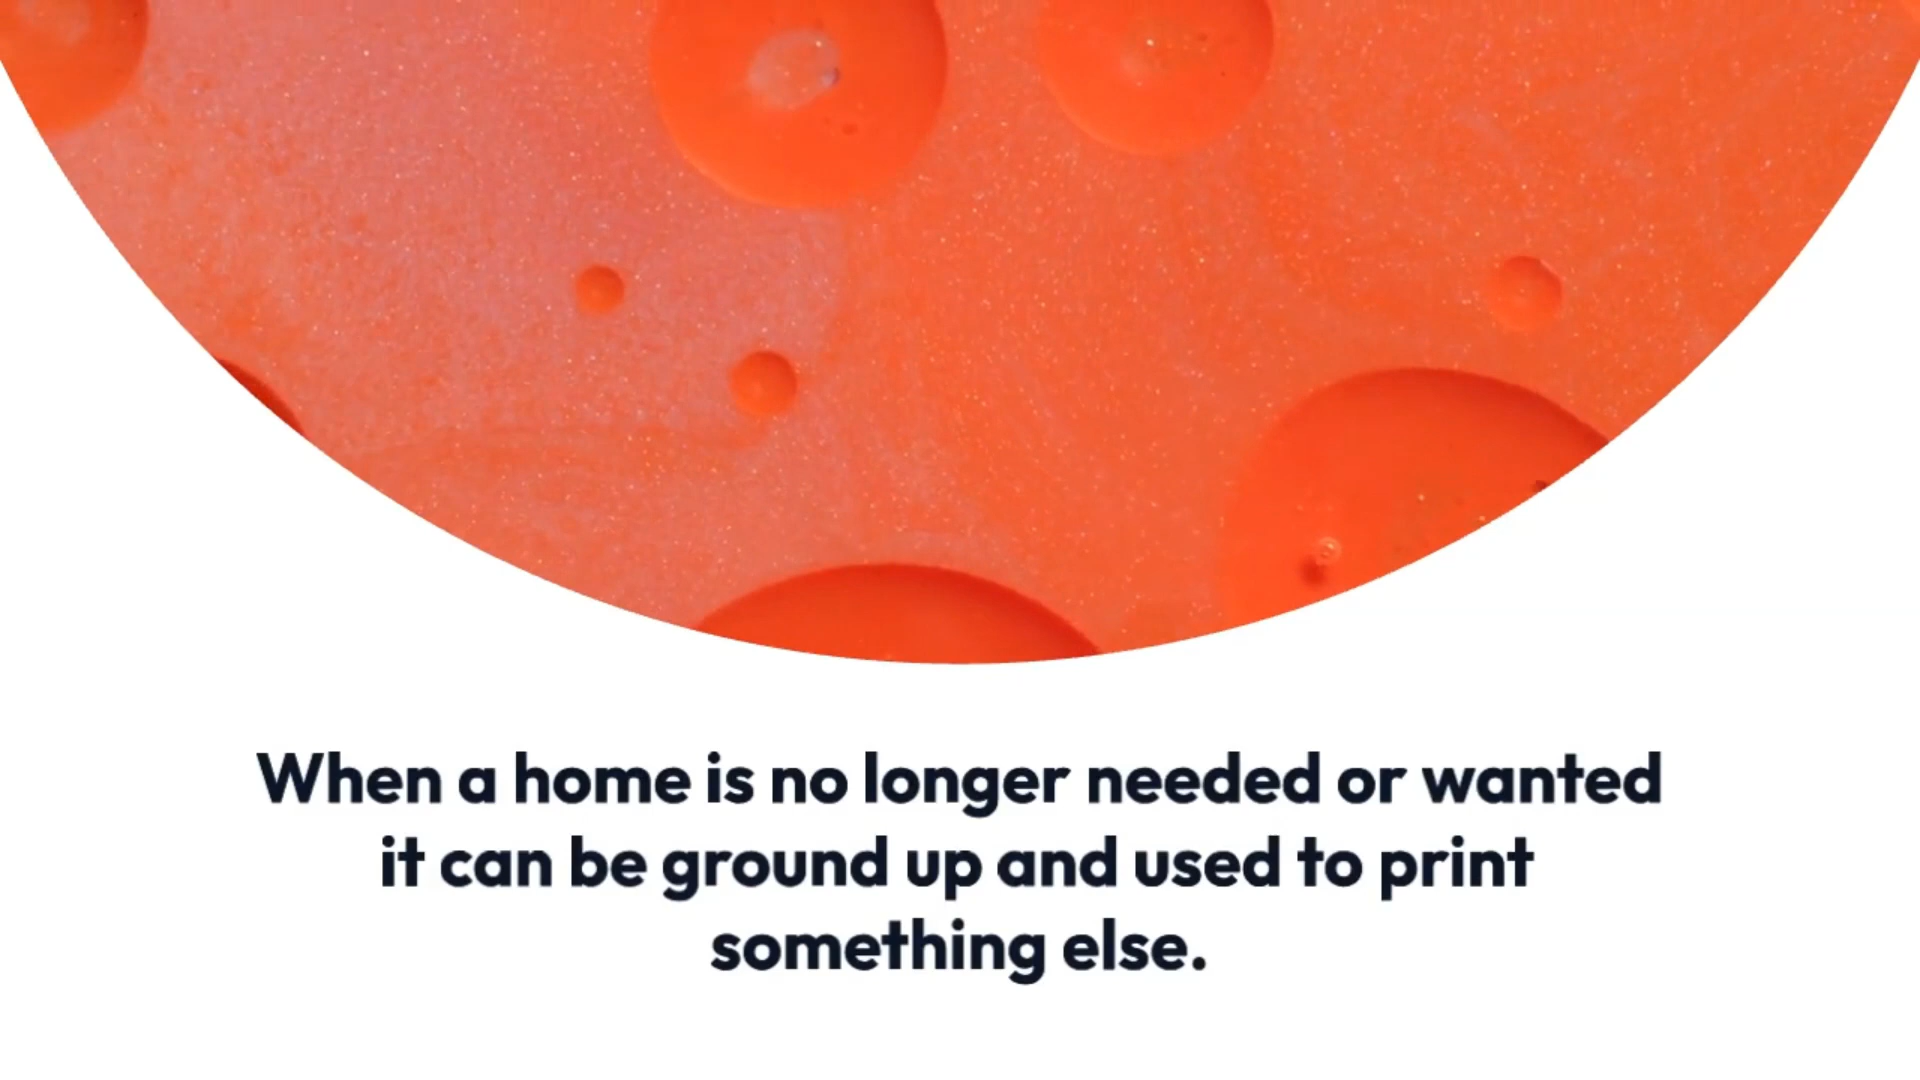 When a home is no longer needed or wanted
it can be ground up and used to print
something else.